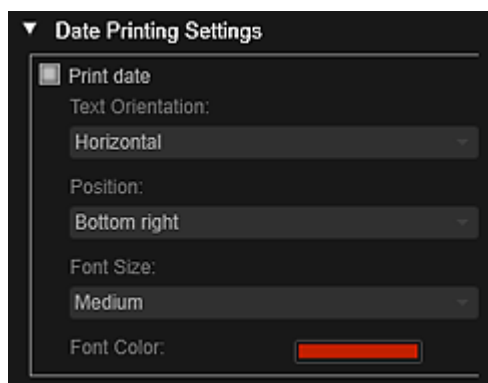 Date Printing Settings
Print date
Text Orientation:
Horizontal
Position:
Bottom right
Font Size:
Medium
Font Color: